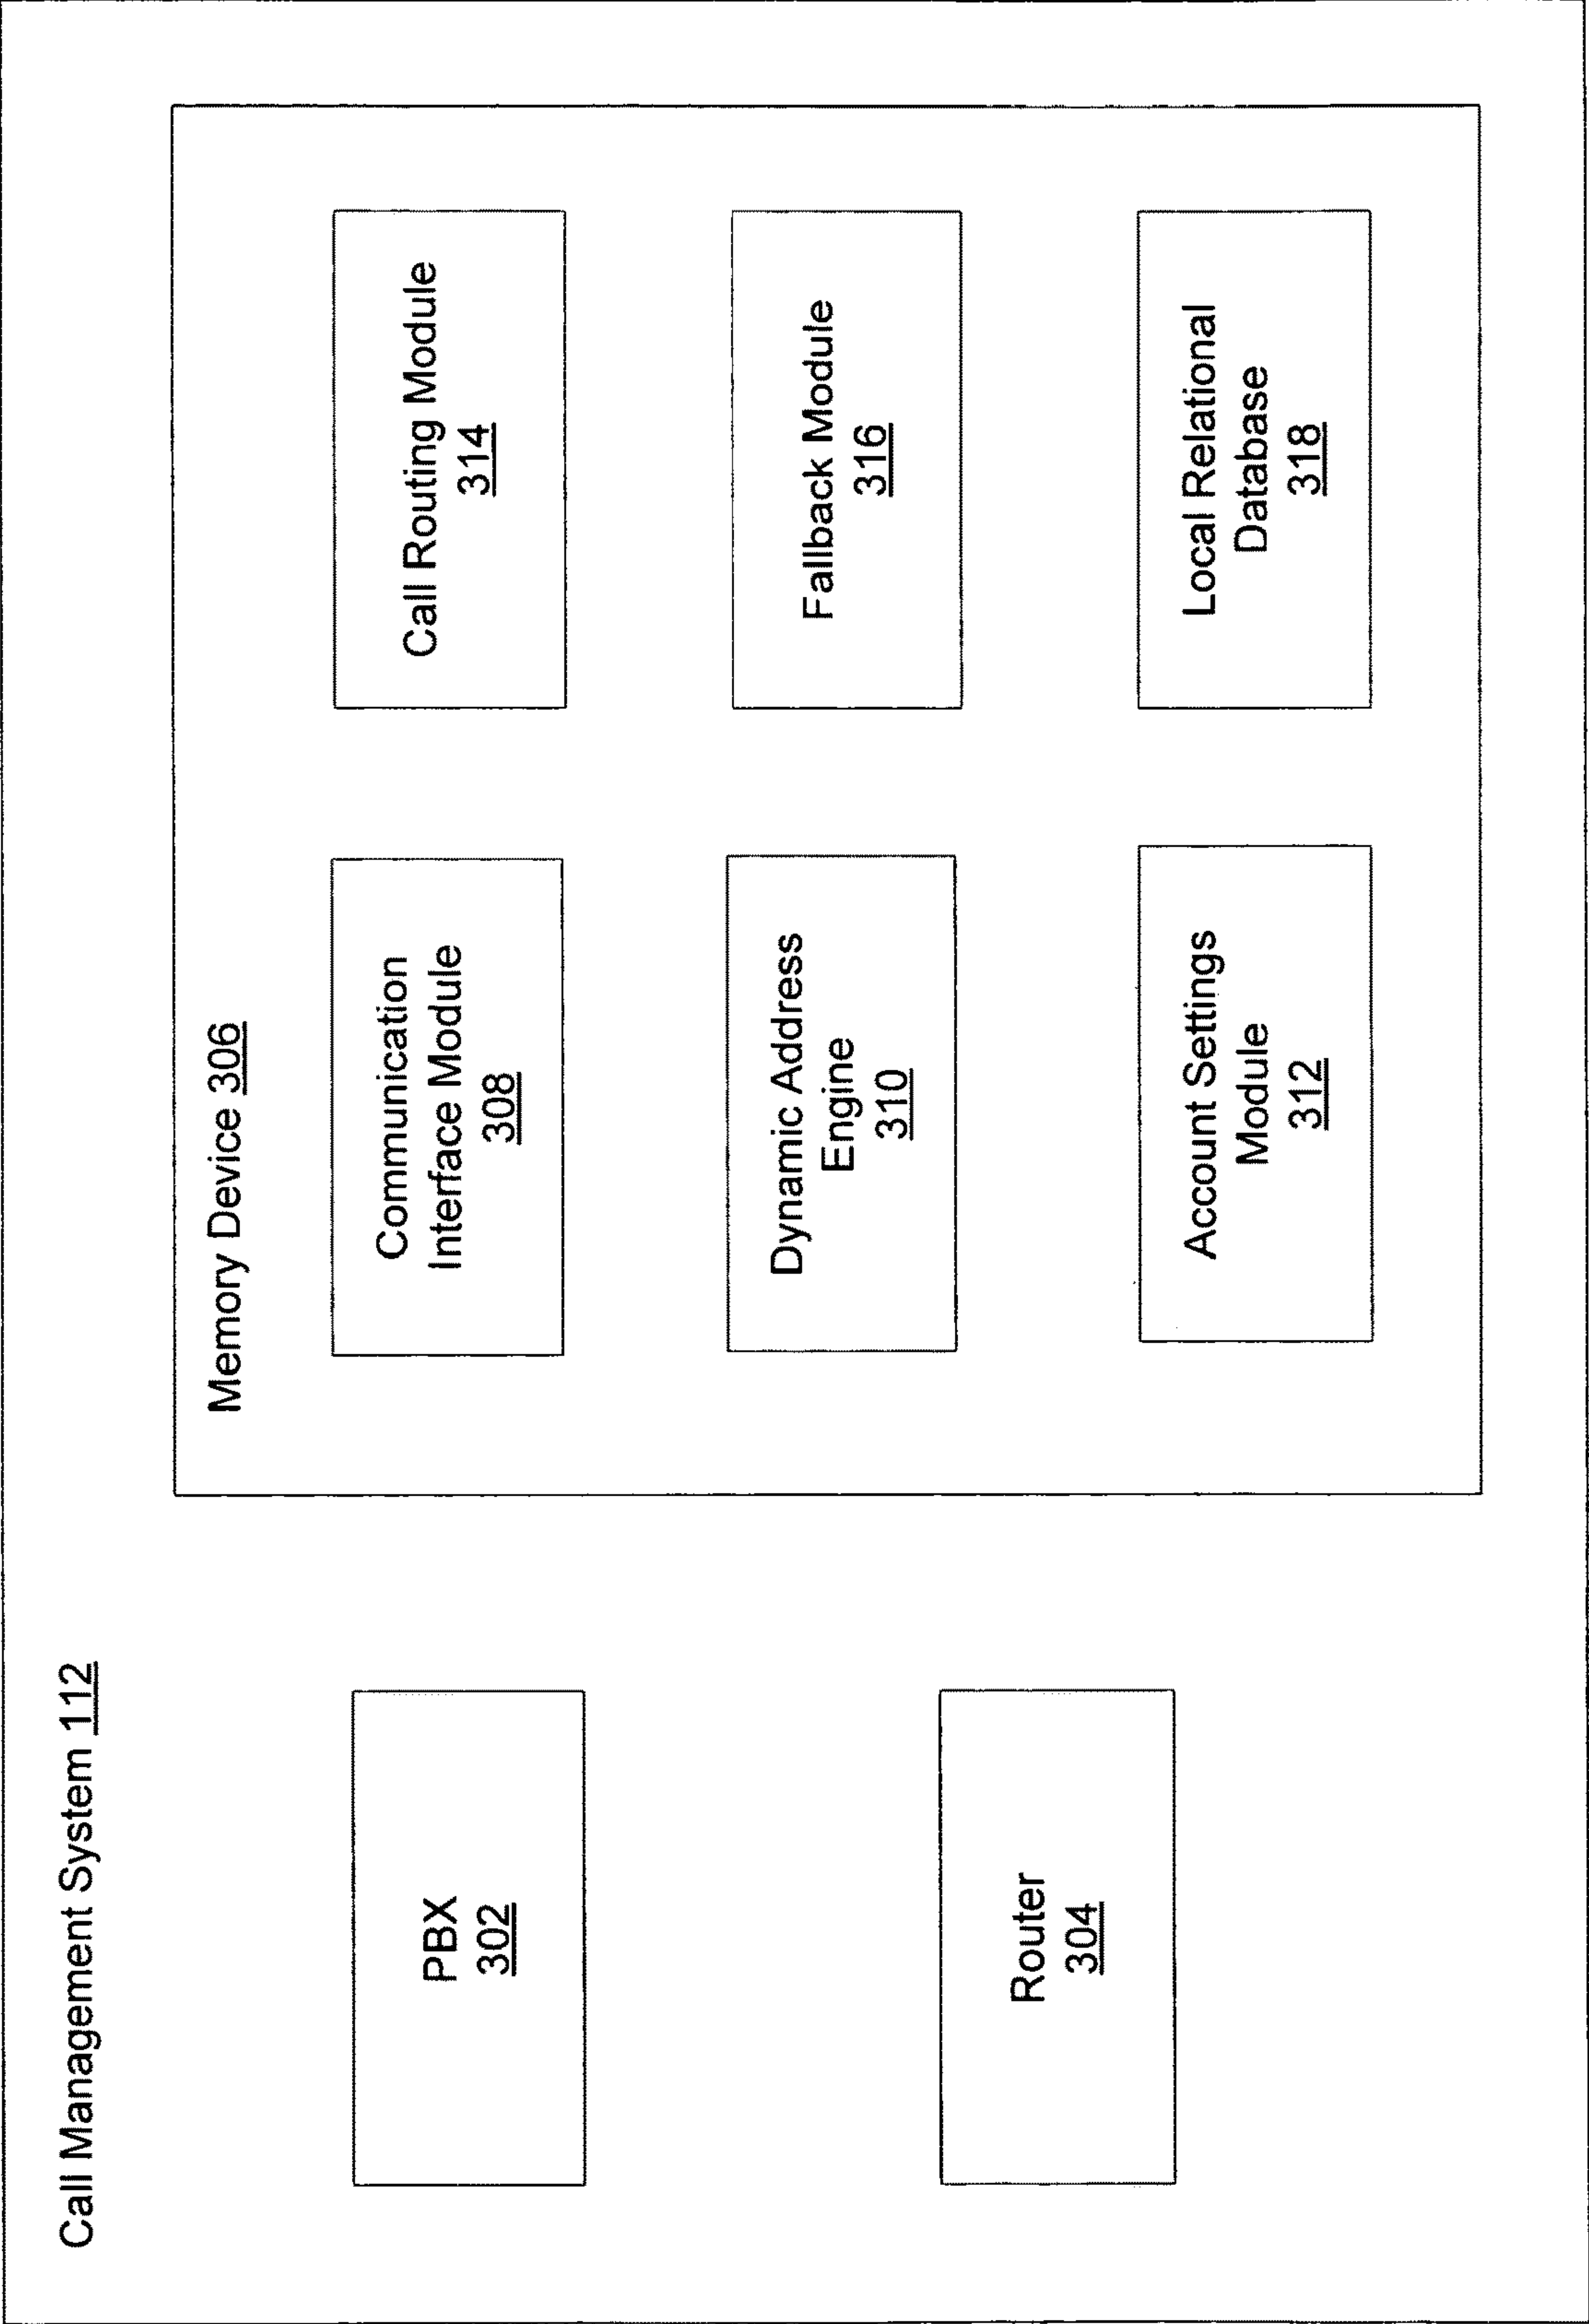 Call Management System 112
PBX
302
Router
304
Memory Device 306
Communication
Interface Module
308
Dynamic Address
Engine
310
Account Settings
Module
312
Call Routing Module
314
Fallback Module
316
Local Relational
Database
318